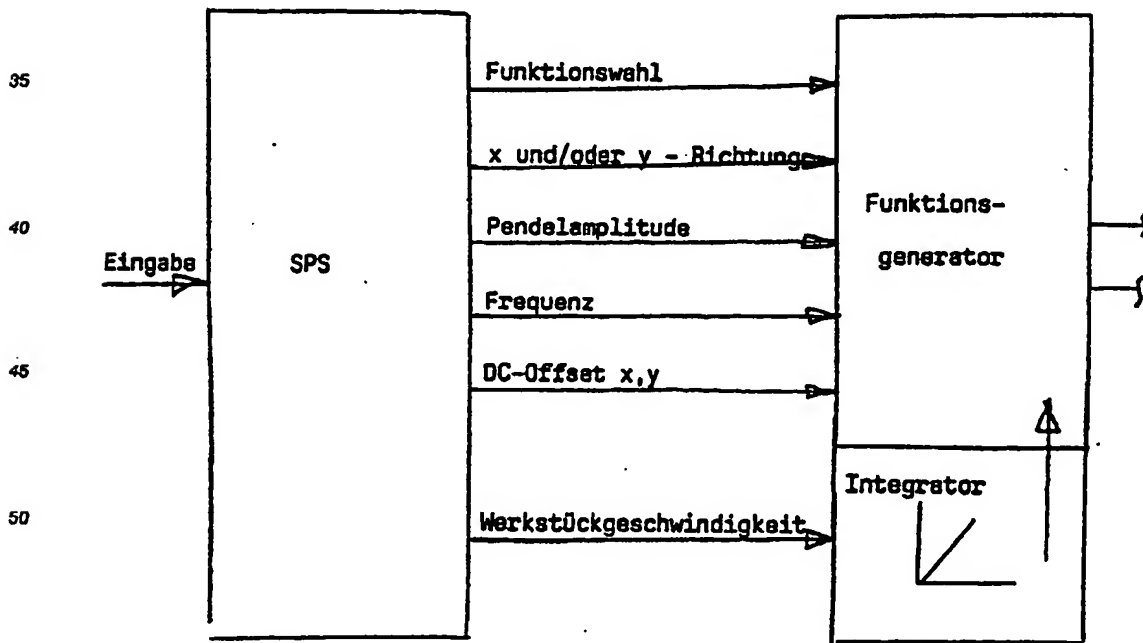 35
Funktionswahl
x und/oder y - Richtung
40
Pendelamplitude
Funktions-
generator
Eingabe
SPS
Frequenz
45
DC-Offset x,y
Integrator
50
Werkstückgeschwindigkeit